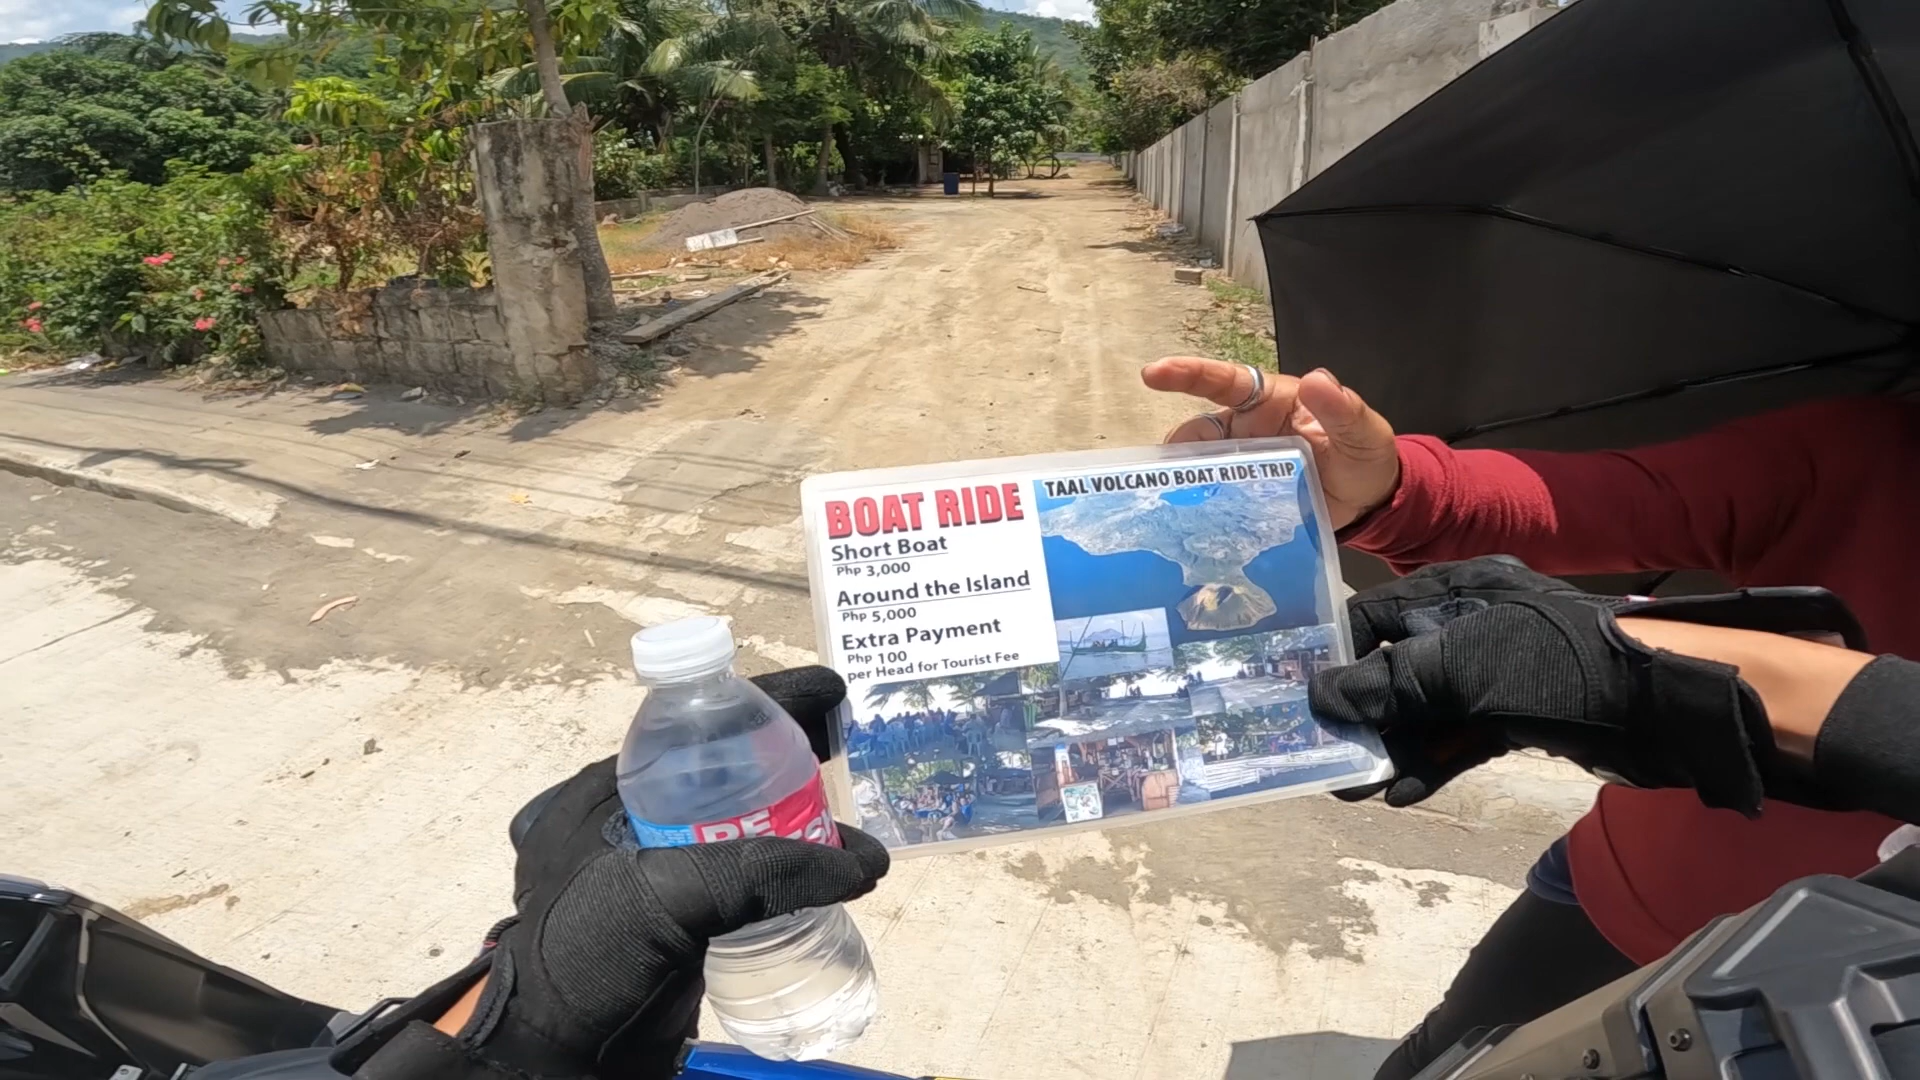 BOAT RIDE
Short Boat
Php 3,000
Around the Island
Php 5,000
Extra Payment
Php 100
per Head for Tourist Fee
TAAL VOLCANO BOAT RIDE TRIP